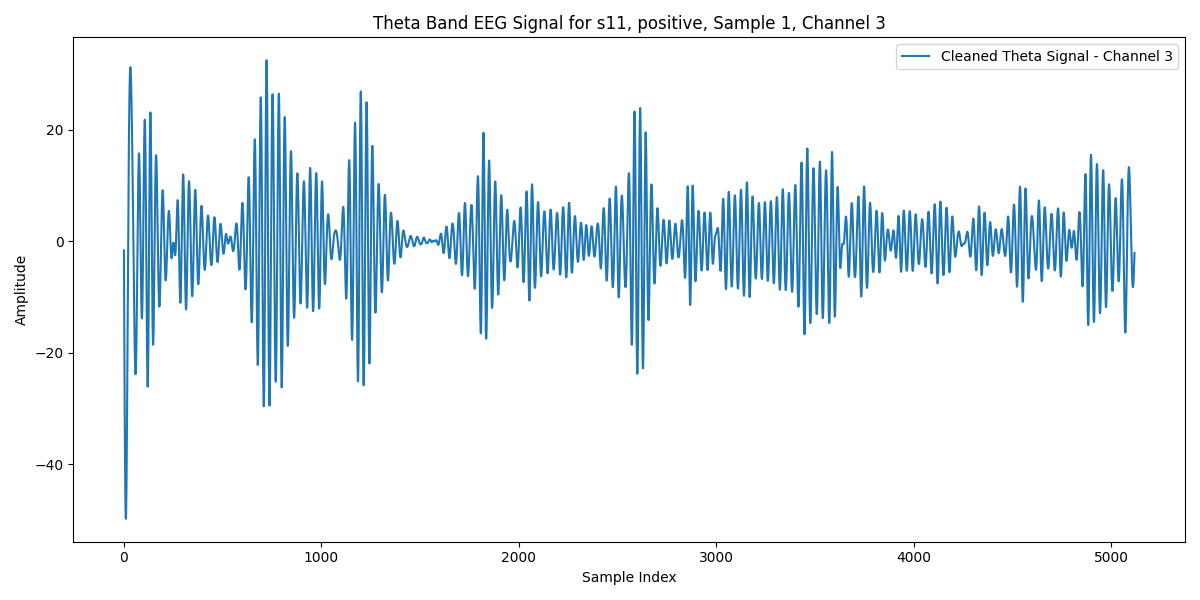 Theta Band EEG Signal for s11, positive, Sample 1, Channel 3
Cleaned Theta Signal - Channel 3
20
0
−20
−40
Amplitude
0
1000
2000
3000
4000
5000
Sample Index